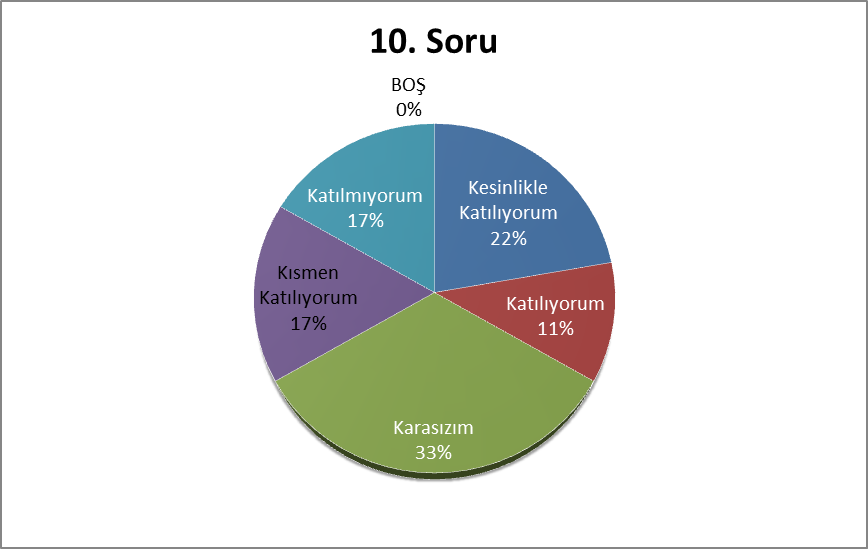 10. Soru
BOŞ
0%
Kesinlikle
Katılıyorum
22%
Katılıyorum
11%
Karasızım
33%
Kısmen
Katılıyorum
17%
Katılmıyorum
17%